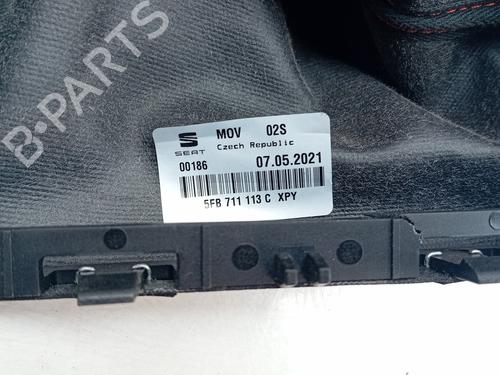 B-PARTS
MOV 02S
SEAT Czech Republic
00186 07.05.2021
5FB 711 113 C XPY